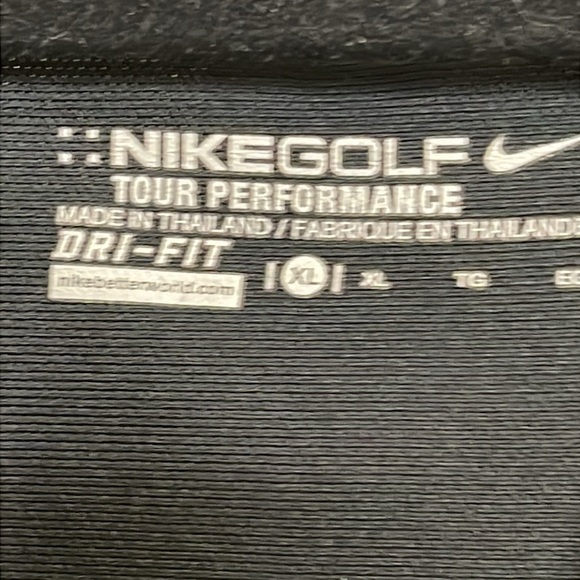 NIKEGOLF
TOUR PERFORMANCE
MADE IN THAILAND / FABRIQUE EN THAILANDE
DRI-FIT
nikebetterworld.com XL XL TG